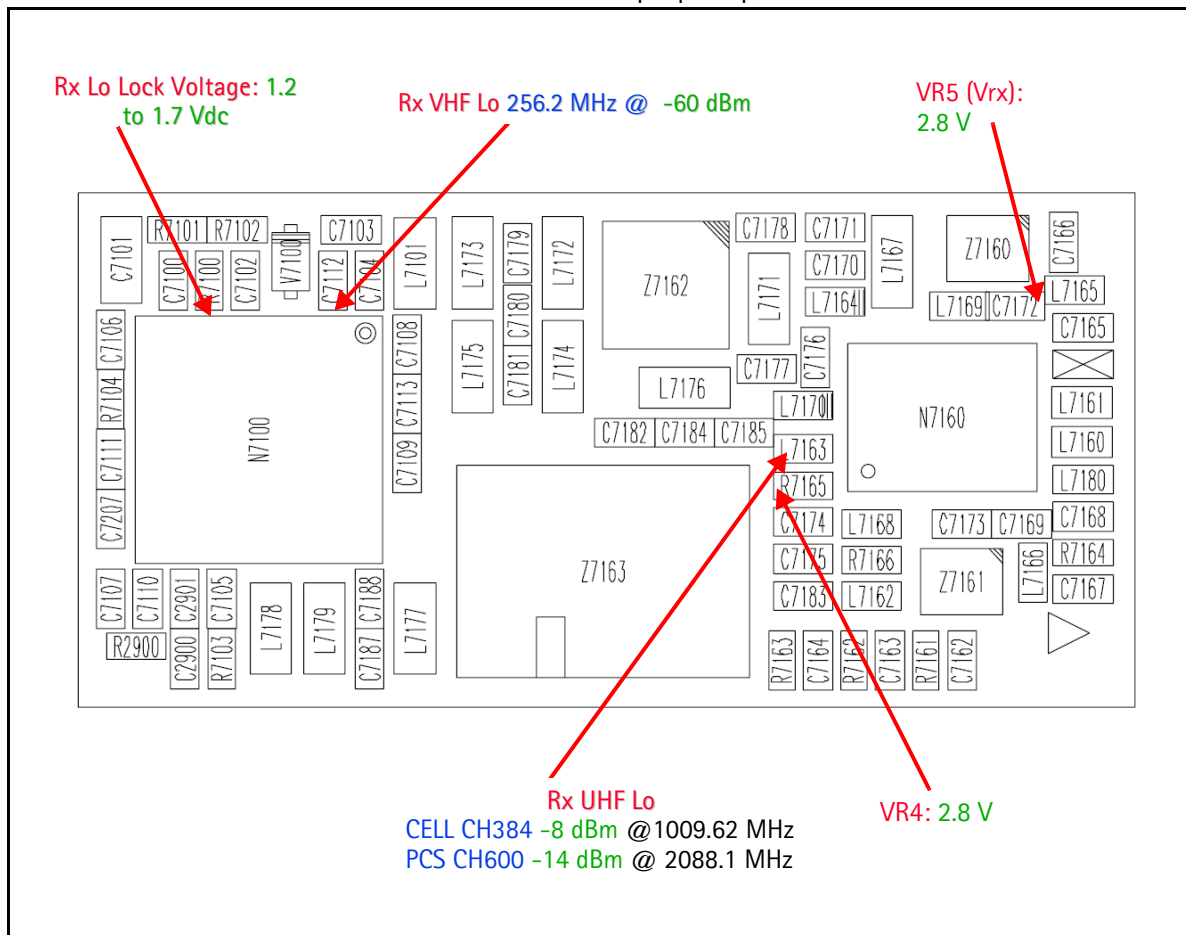 Rx Lo Lock Voltage: 1.2
to 1.7 Vdc
Rx VHF Lo 256.2 MHz @ -60 dBm
VR5 (Vrx):
2.8 V
C7101
R7101
R7102
V7100
C7103
C7100
C7102
C7112
L7101
L7173
C7179
L7172
C7180
C7181
L7175
L7174
Z7162
C7178
C7171
L7167
C7170
L7171
L7164
Z7160
C7166
L7165
L7169
C7172
C7165
C7106
R7104
C7111
C7207
N7100
C7108
C7113
C7109
C7176
C7177
L7176
L7170
C7182
C7184
C7185
L7163
R7165
N7160
L7161
L7160
L7180
C7174
L7168
C7173
C7169
C7168
C7175
R7166
R7164
Z7163
Z7161
L7166
C7183
L7162
C7167
C7107
C7110
C2901
C7105
R2900
C2900
R7103
L7178
L7179
C7188
C7187
L7177
R7163
C7164
R7162
C7163
R7161
C7162
Rx UHF Lo
CELL CH384 -8 dBm @1009.62 MHz
PCS CH600 -14 dBm @ 2088.1 MHz
VR4: 2.8 V